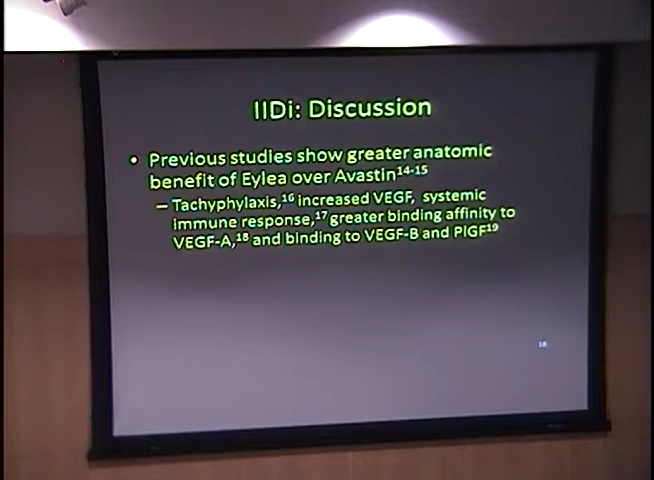 IIDi: Discussion
• Previous studies show greater anatomic
benefit of Eylea over Avastin14-15
– Tachyphylaxis,16 increased VEGF, systemic
immune response,17 greater binding affinity to
VEGF-A,18 and binding to VEGF-B and PlGF19
18